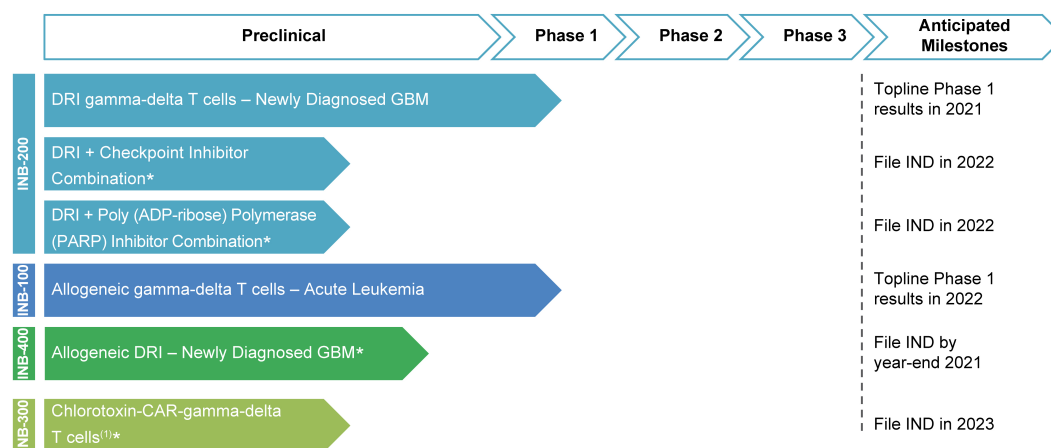 Preclinical
Phase 1
Phase 2
Phase 3
Anticipated
Milestones
INB-200
DRI gamma-delta T cells – Newly Diagnosed GBM
Topline Phase 1
results in 2021
DRI + Checkpoint Inhibitor
Combination*
File IND in 2022
DRI + Poly (ADP-ribose) Polymerase
(PARP) Inhibitor Combination*
File IND in 2022
INB-100
Allogeneic gamma-delta T cells – Acute Leukemia
Topline Phase 1
results in 2022
INB-400
Allogeneic DRI – Newly Diagnosed GBM*
File IND by
year-end 2021
NB-300
Chlorotoxin-CAR-gamma-delta
T cells(1)*
File IND in 2023